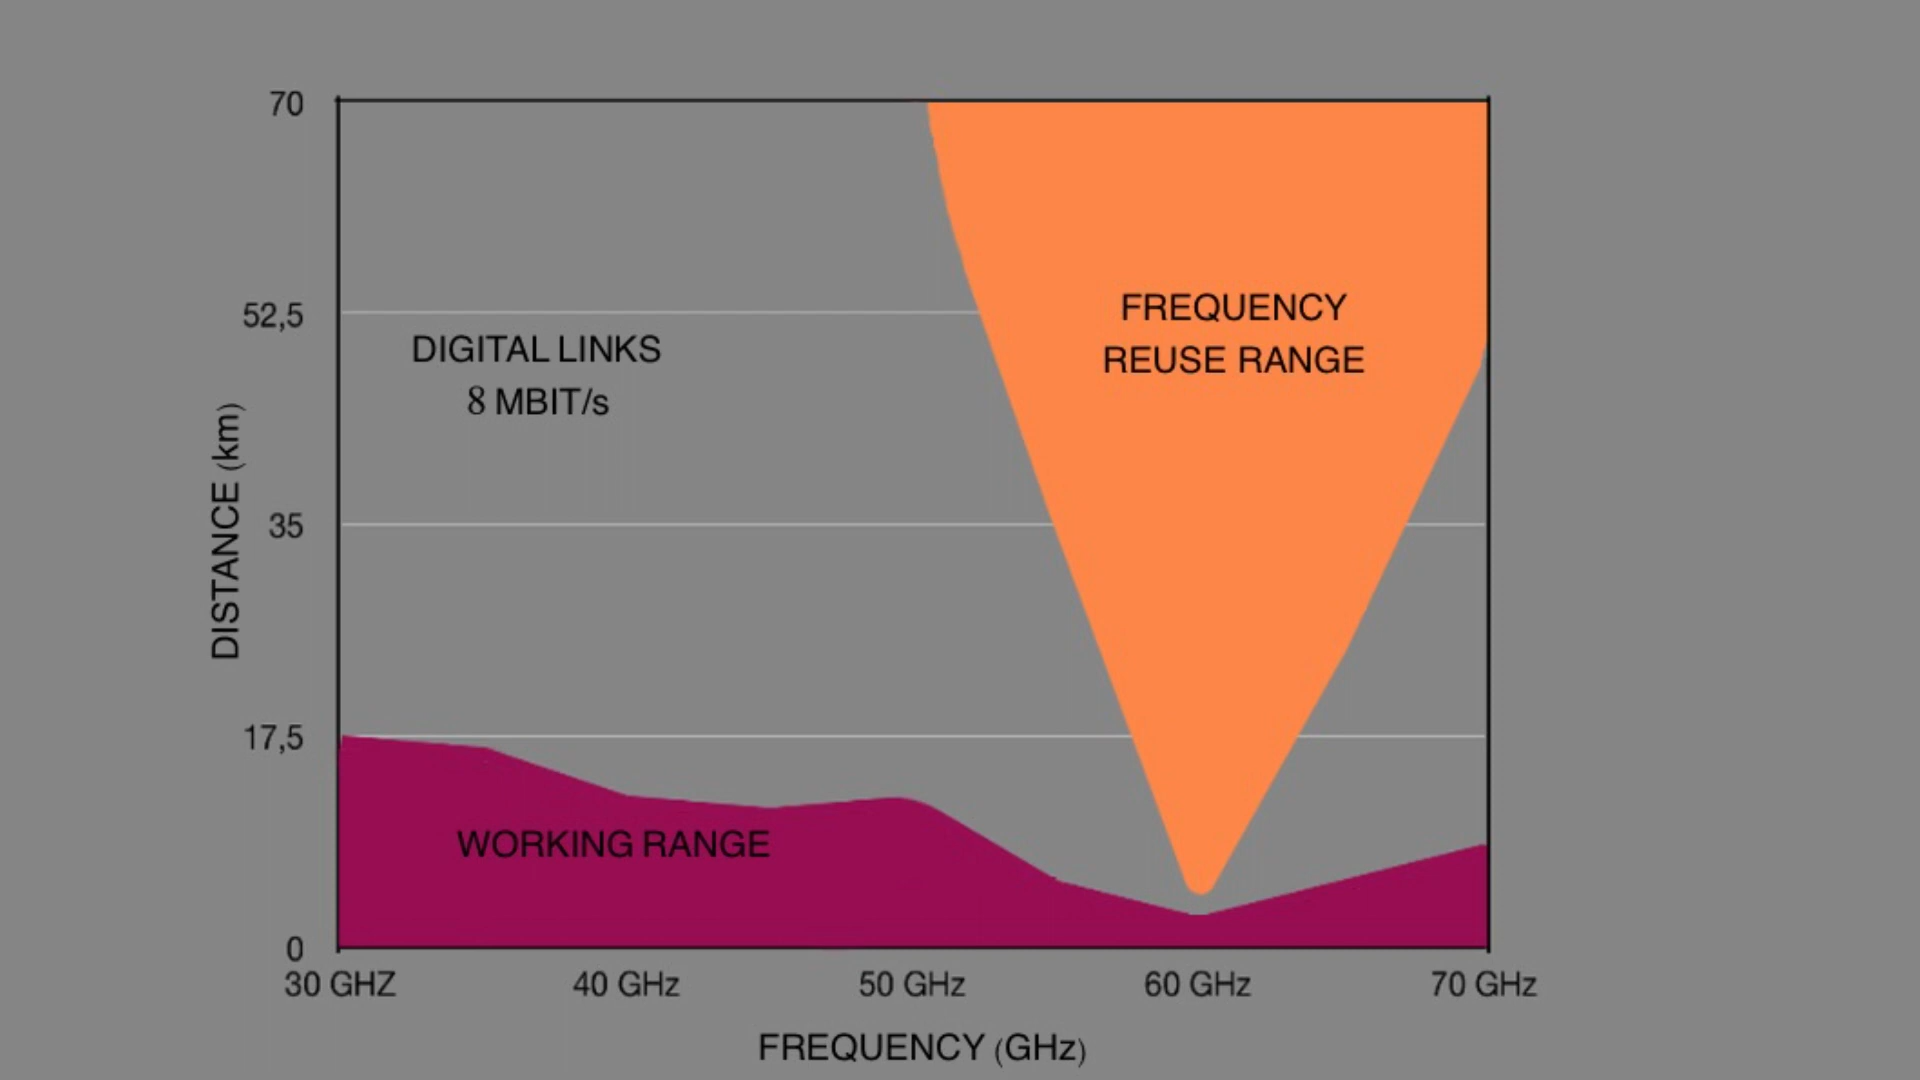 70
52,5
35
17,5
0
DISTANCE (km)
DIGITAL LINKS
8 MBIT/s
FREQUENCY
REUSE RANGE
WORKING RANGE
30 GHZ
40 GHz
50 GHz
60 GHz
70 GHz
FREQUENCY (GHz)